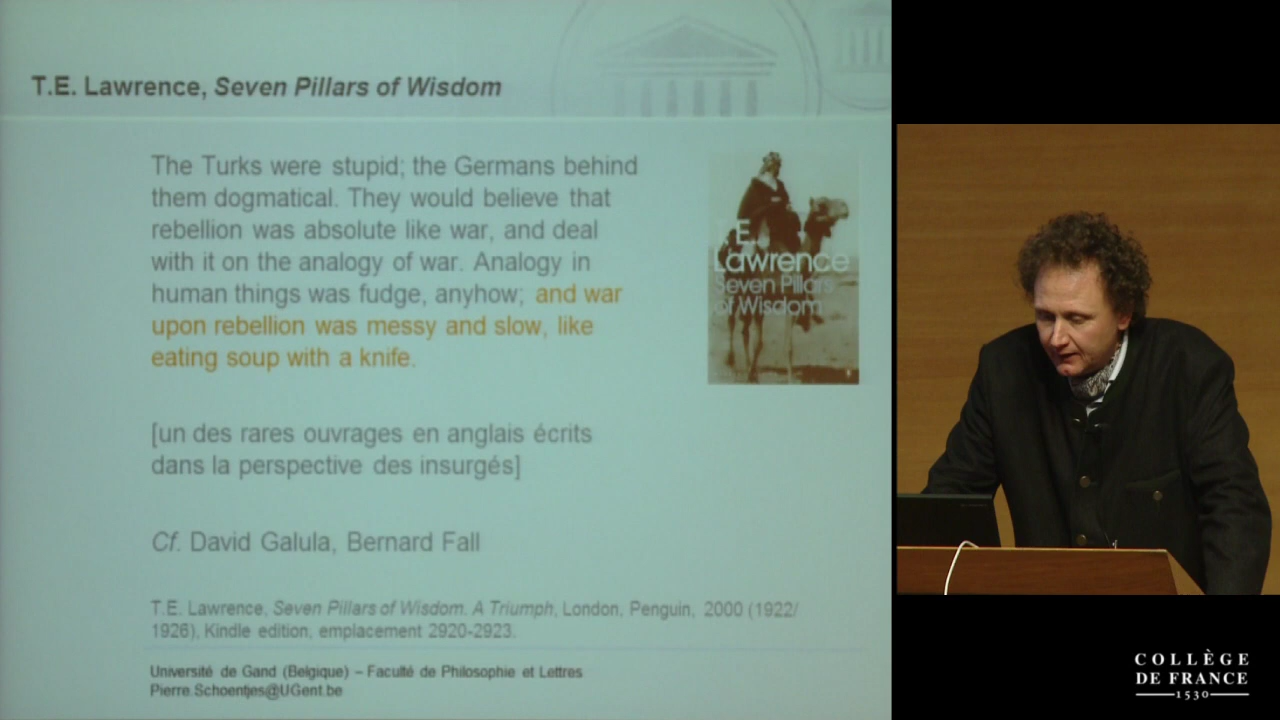 T.E. Lawrence, Seven Pillars of Wisdom
The Turks were stupid; the Germans behind
them dogmatical. They would believe that
rebellion was absolute like war, and deal
with it on the analogy of war. Analogy in
human things was fudge, anyhow; and war
upon rebellion was messy and slow, like
eating soup with a knife.
[un des rares ouvrages en anglais écrits
dans la perspective des insurgés]
Cf. David Galula, Bernard Fall
T.E. Lawrence, Seven Pillars of Wisdom. A Triumph, London, Penguin, 2000 (1922/
1926), Kindle edition, emplacement 2920-2923.
Université de Gand (Belgique) – Faculté de Philosophie et Lettres
Pierre.Schoentjes@UGent.be
T.E.
Lawrence
Seven Pillars
of Wisdom
COLLÈGE
DE FRANCE
1530